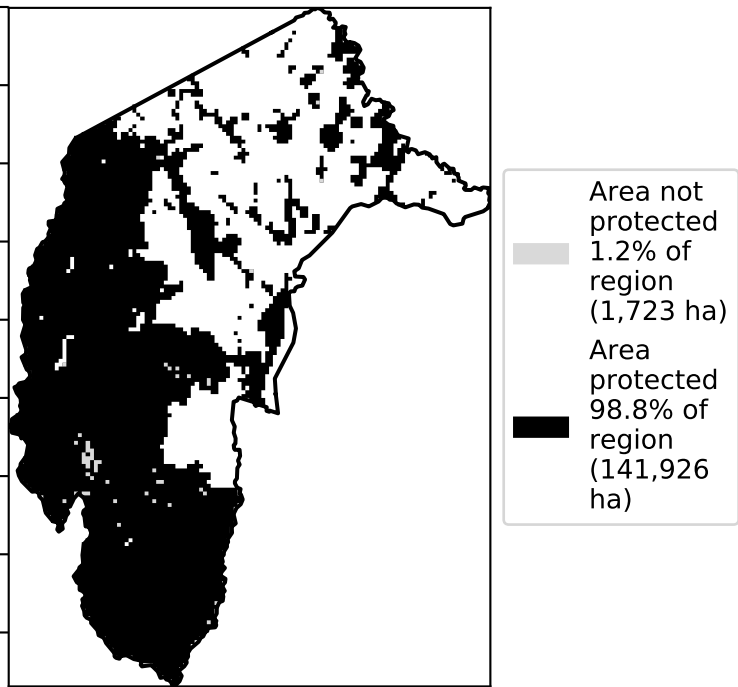 Area not
protected
1.2% of
region
(1,723 ha)
Area
protected
98.8% of
region
(141,926
ha)